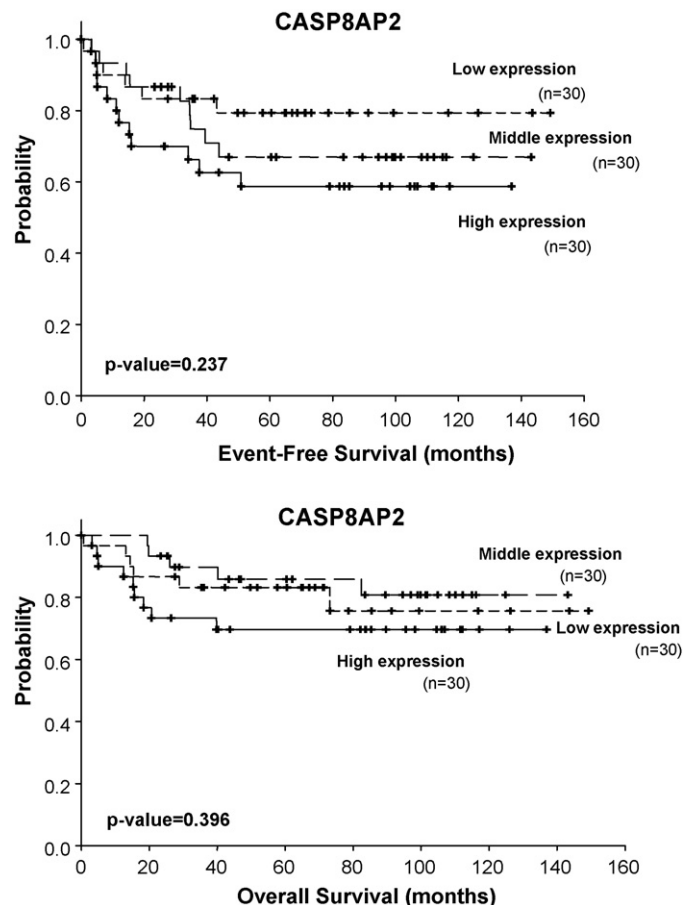 CASP8AP2
1.0
0.8
0.6
0.4
0.2
0.0
Probability
Low expression
(n=30)
Middle expression
(n=30)
High expression
(n=30)
p-value=0.237
0 20 40 60 80 100 120 140 160
Event-Free Survival (months)
CASP8AP2
1.0
0.8
0.6
0.4
0.2
0.0
Probability
Middle expression
(n=30)
Low expression
(n=30)
High expression
(n=30)
p-value=0.396
0 20 40 60 80 100 120 140 160
Overall Survival (months)